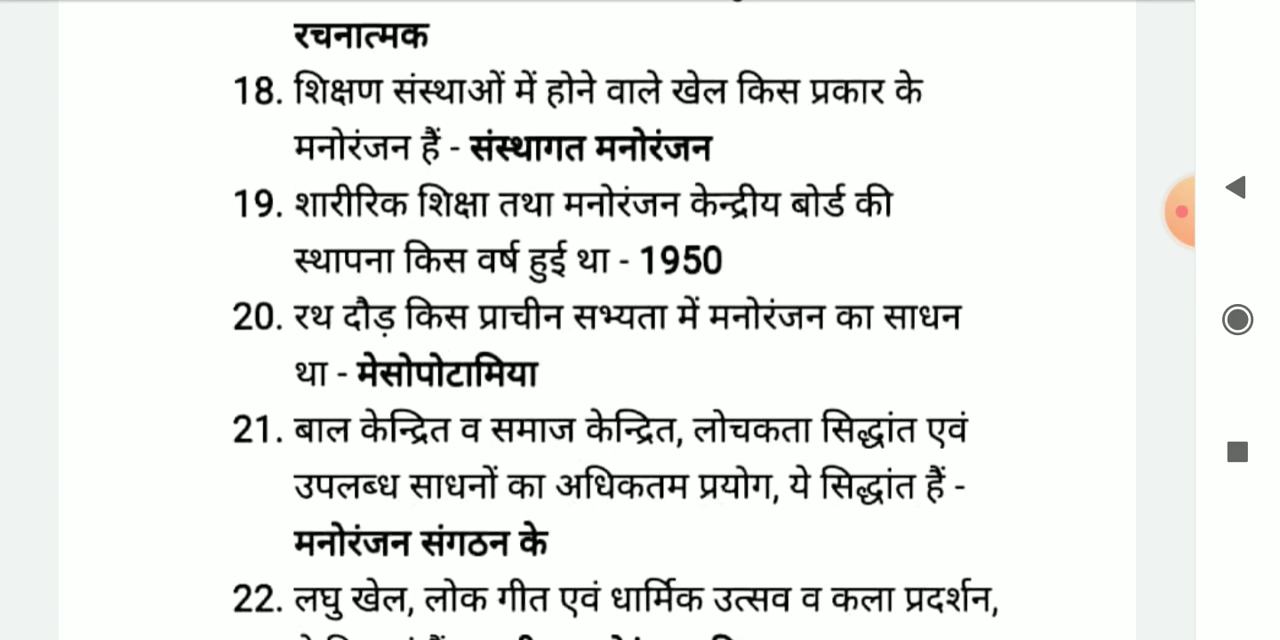 रचनात्मक
18. शिक्षण संस्थाओं में होने वाले खेल किस प्रकार के
मनोरंजन हैं - संस्थागत मनोरंजन
19. शारीरिक शिक्षा तथा मनोरंजन केन्द्रीय बोर्ड की
स्थापना किस वर्ष हुई था - 1950
20. रथ दौड़ किस प्राचीन सभ्यता में मनोरंजन का साधन
था - मेसोपोटामिया
21. बाल केन्द्रित व समाज केन्द्रित, लोचकता सिद्धांत एवं
उपलब्ध साधनों का अधिकतम प्रयोग, ये सिद्धांत हैं -
मनोरंजन संगठन के
22. लघु खेल, लोक गीत एवं धार्मिक उत्सव व कला प्रदर्शन,